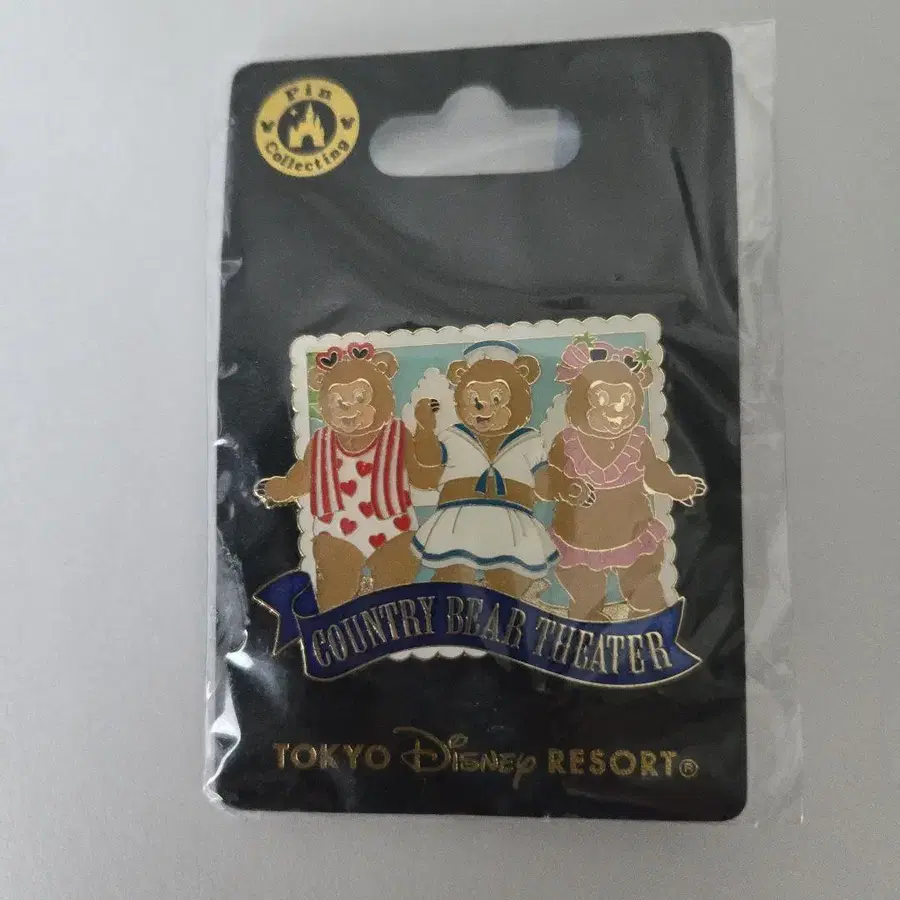 Pin
Collecting
COUNTRY BEAR THEATER
TOKYO Disney RESORT®